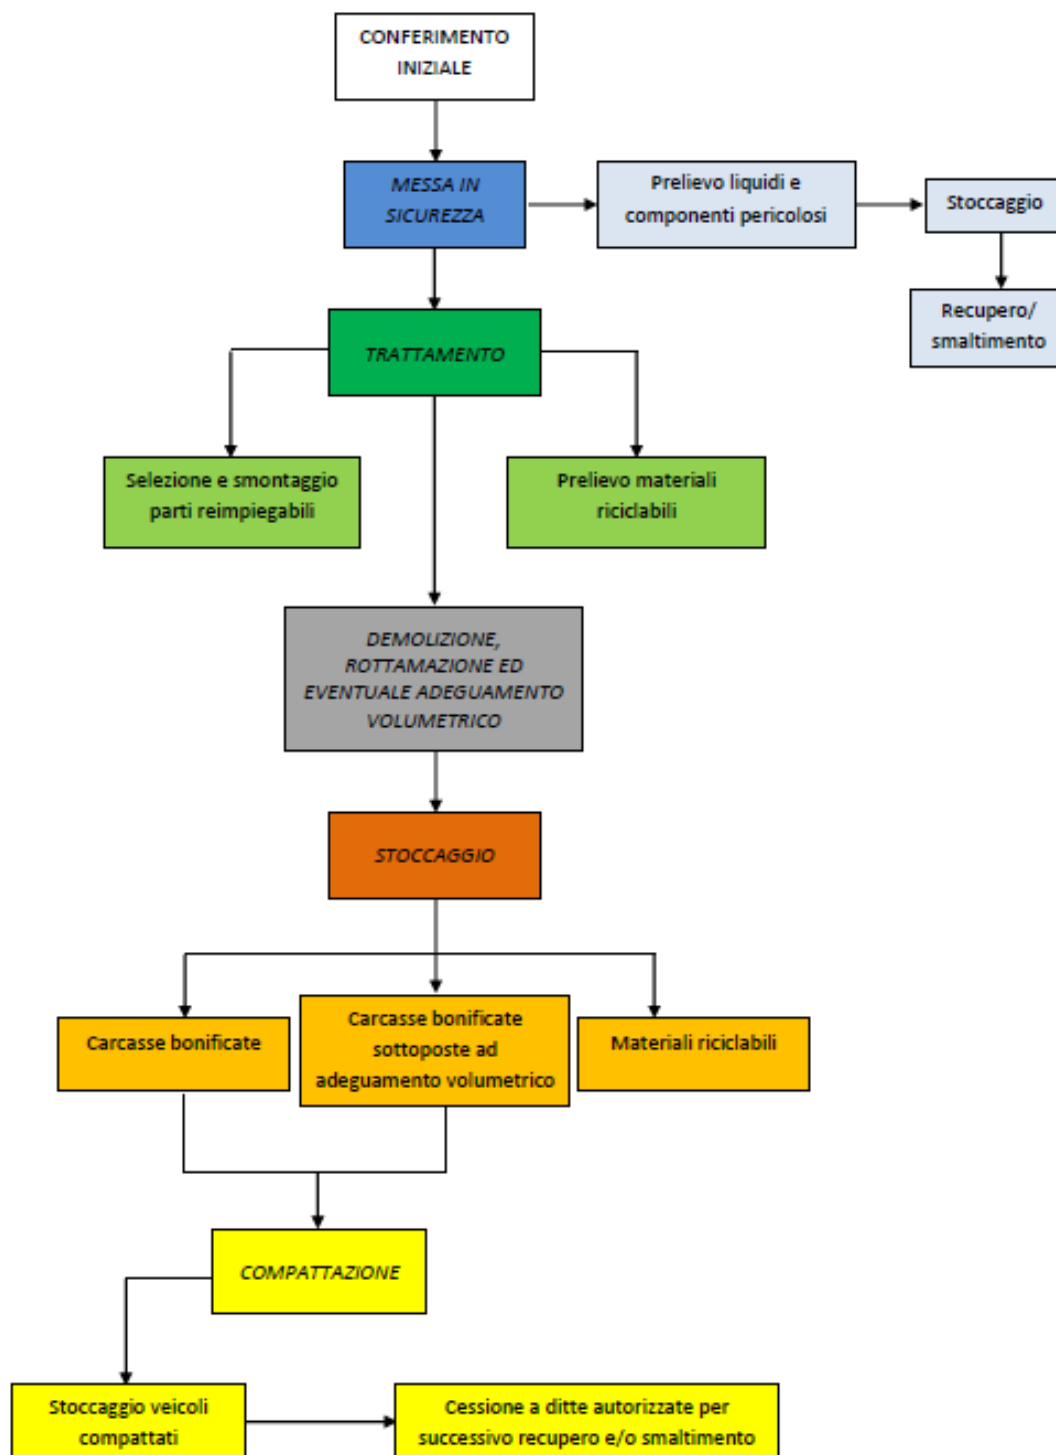 CONFERIMENTO
INIZIALE
MESSA IN
SICUREZZA
Prelievo liquidi e
componenti pericolosi
Stoccaggio
Recupero/
smaltimento
TRATTAMENTO
Selezione e smontaggio
parti reimpiegabili
Prelievo materiali
riciclabili
DEMOLIZIONE,
ROTTAMAZIONE ED
EVENTUALE ADEGUAMENTO
VOLUMETRICO
STOCCAGGIO
Carcasse bonificate
Carcasse bonificate
sottoposte ad
adeguamento volumetrico
Materiali riciclabili
COMPATTAZIONE
Stoccaggio veicoli
compattati
Cessione a ditte autorizzate per
successivo recupero e/o smaltimento